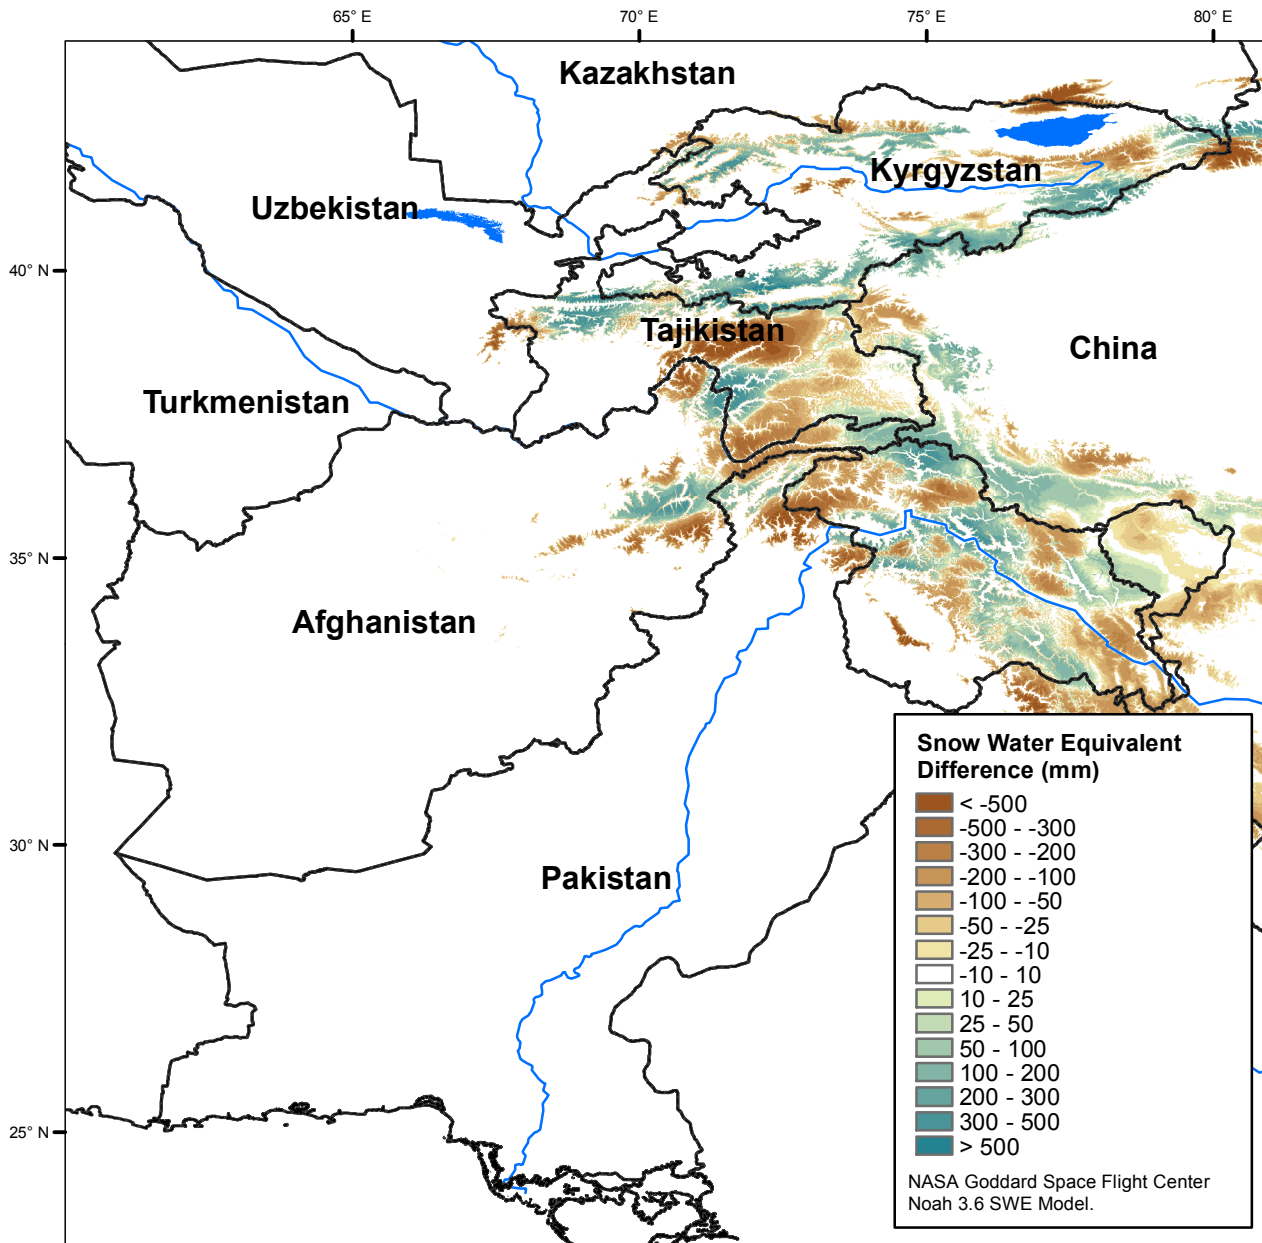 65° E
70° E
75° E
80° E
Kazakhstan
Kyrgyzstan
Uzbekistan
40° N
Tajikistan
China
Turkmenistan
35° N
Afghanistan
30° N
Pakistan
25° N
Snow Water Equivalent
Difference (mm)
< -500
-500 - -300
-300 - -200
-200 - -100
-100 - -50
-50 - -25
-25 - -10
-10 - 10
10 - 25
25 - 50
50 - 100
100 - 200
200 - 300
300 - 500
> 500
NASA Goddard Space Flight Center
Noah 3.6 SWE Model.